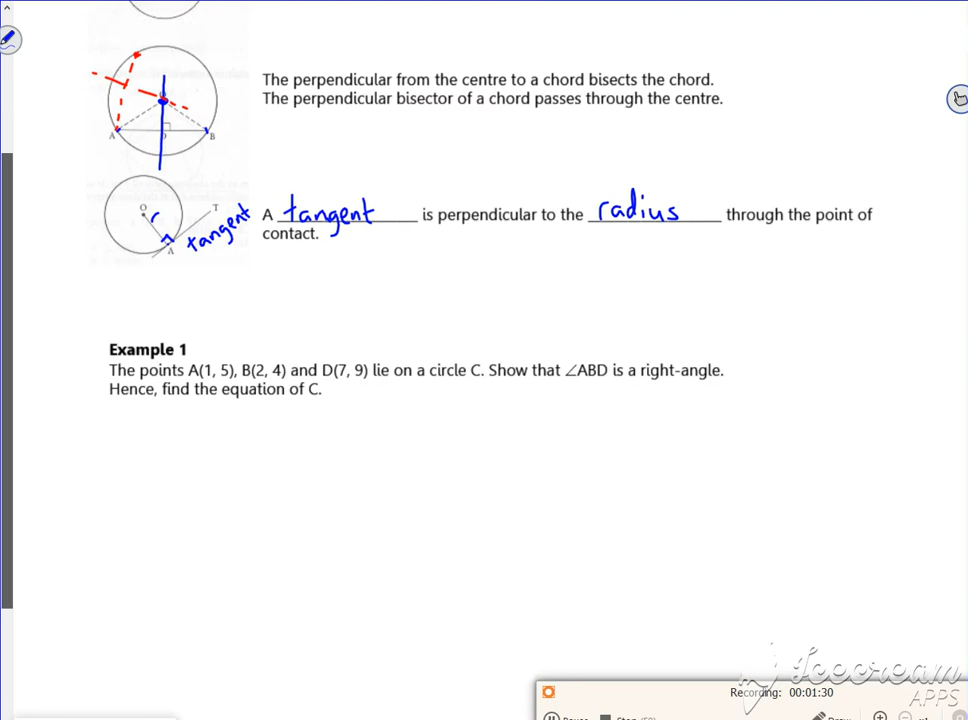 The perpendicular from the centre to a chord bisects the chord.
The perpendicular bisector of a chord passes through the centre.
A B
O r T
tangent
A
A tangent is perpendicular to the radius through the point of
contact.
Example 1
The points A(1, 5), B(2, 4) and D(7, 9) lie on a circle C. Show that ∠ABD is a right-angle.
Hence, find the equation of C.
Icecream
APPS
Recording: 00:01:30